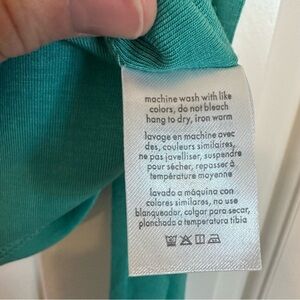 machine wash with like
colors, do not bleach
hang to dry, iron warm
lavage en machine avec
des, couleurs similaires,
ne pas javelliser, suspendre
pour sécher, repasser à
température moyenne
lavado a máquina con
colores similares, no use
blanqueador, colgar para secar,
planchado a temperatura tibia